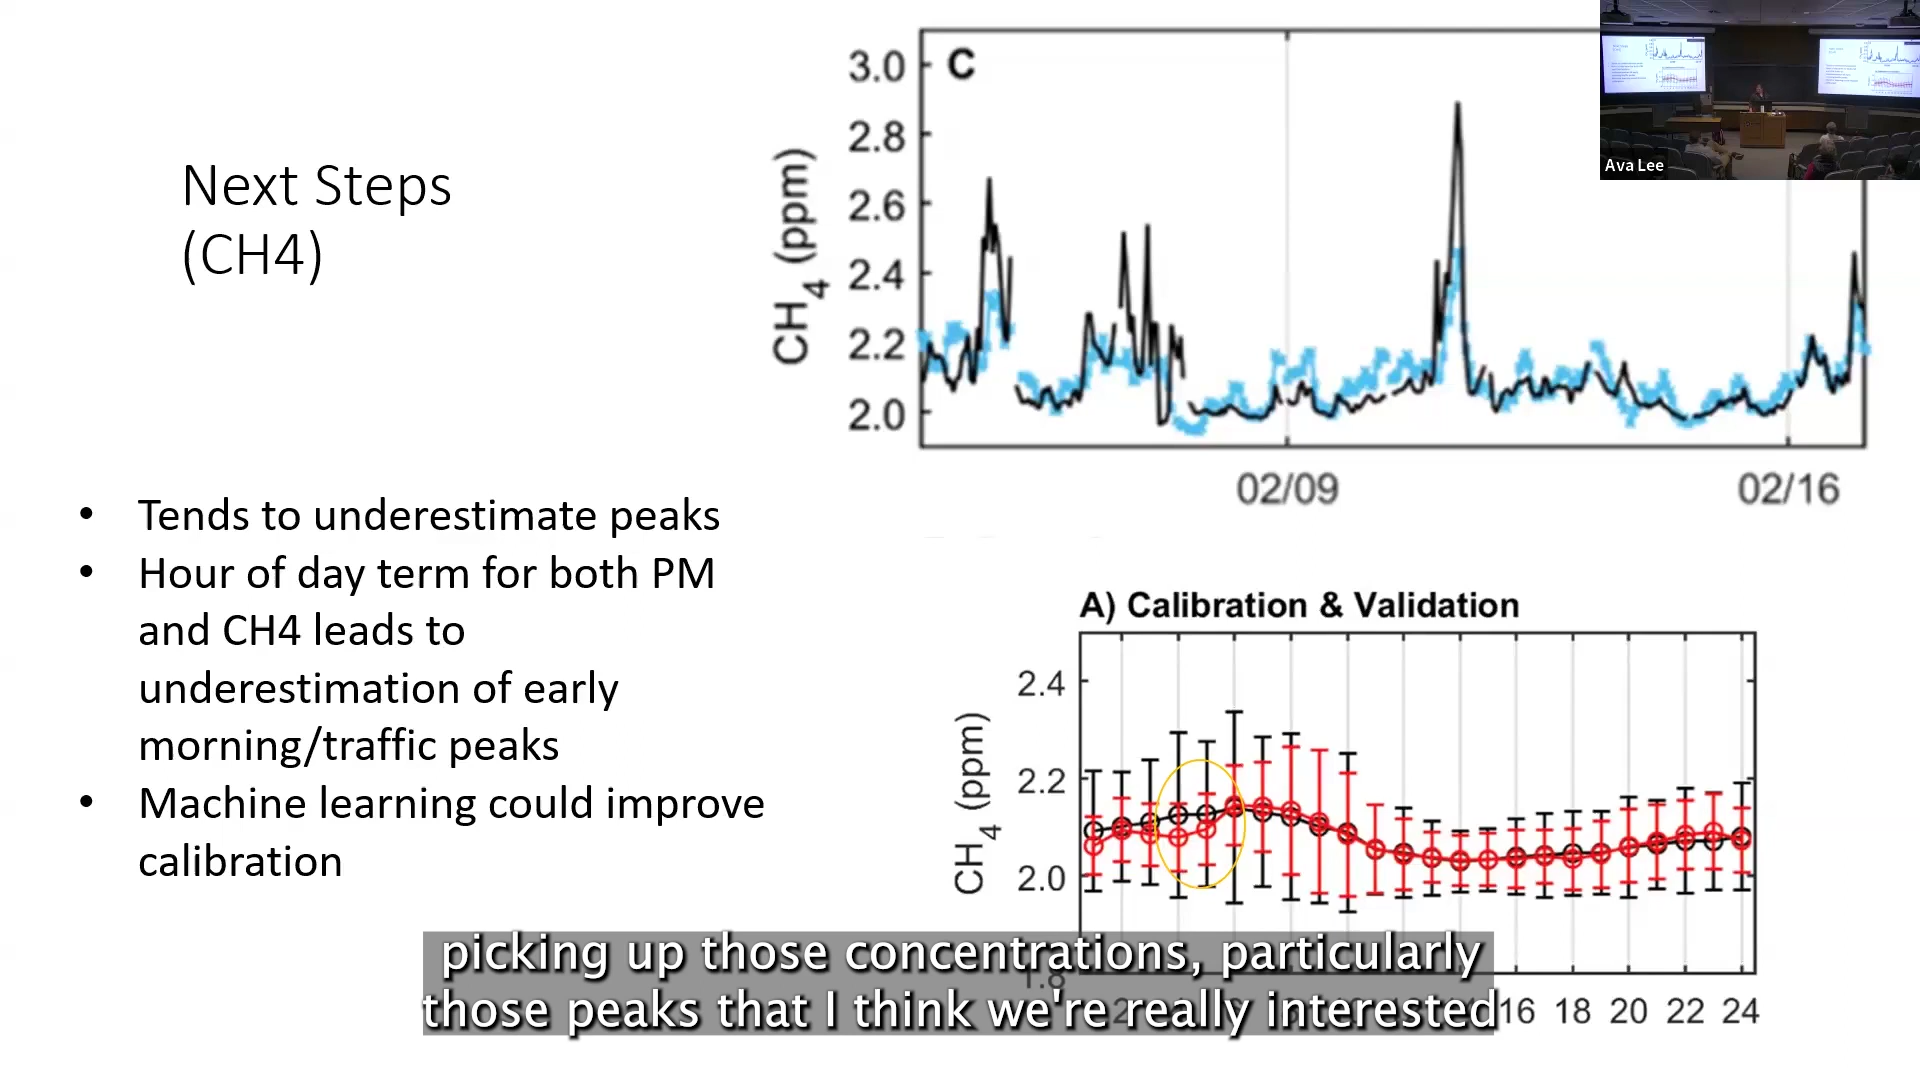 Next Steps
(CH4)
• Tends to underestimate peaks
• Hour of day term for both PM
and CH4 leads to
underestimation of early
morning/traffic peaks
• Machine learning could improve
calibration
C
CH4 (ppm)
3.0
2.8
2.6
2.4
2.2
2.0
02/09 02/16
Ava Lee
A) Calibration & Validation
CH4 (ppm)
2.4
2.2
2.0
1.8
2 16 18 20 22 24
picking up those concentrations, particularly
those peaks that I think we're really interested